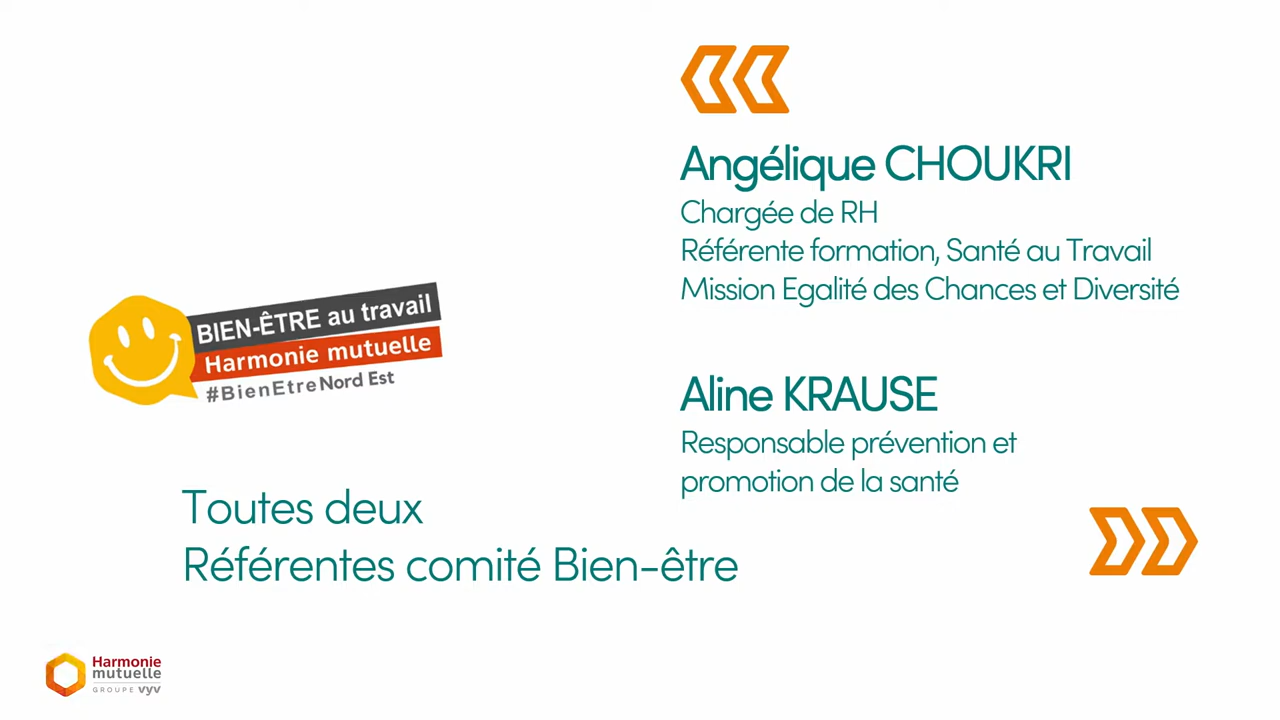 Angélique CHOUKRI
Chargée de RH
Référente formation, Santé au Travail
Mission Egalité des Chances et Diversité
BIEN-ÊTRE au travail
Harmonie mutuelle
#BienEtreNord Est
Aline KRAUSE
Responsable prévention et
promotion de la santé
Toutes deux
Référentes comité Bien-être
Harmonie
mutuelle
GROUPE vyv